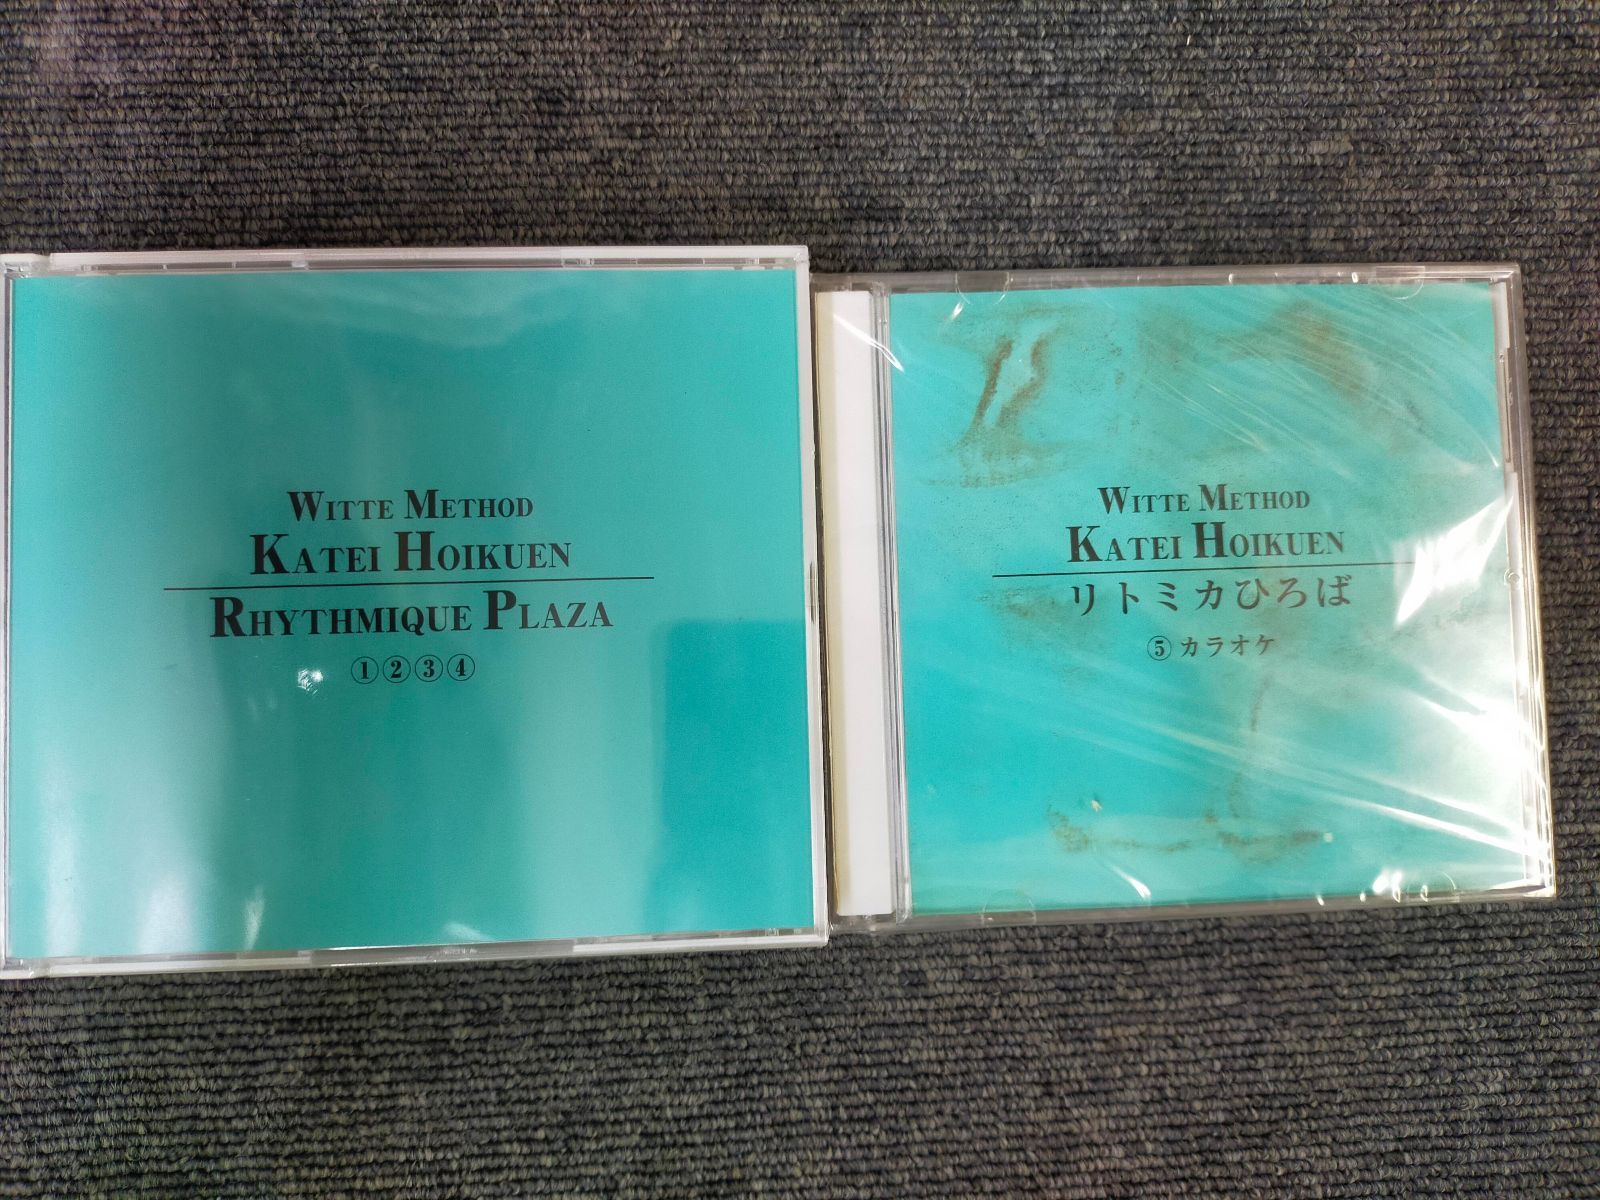 WITTE METHOD
KATEI HOIKUEN
RHYTHMIQUE PLAZA
①②③④
WITTE METHOD
KATEI HOIKUEN
リトミカひろば
⑤カラオケ